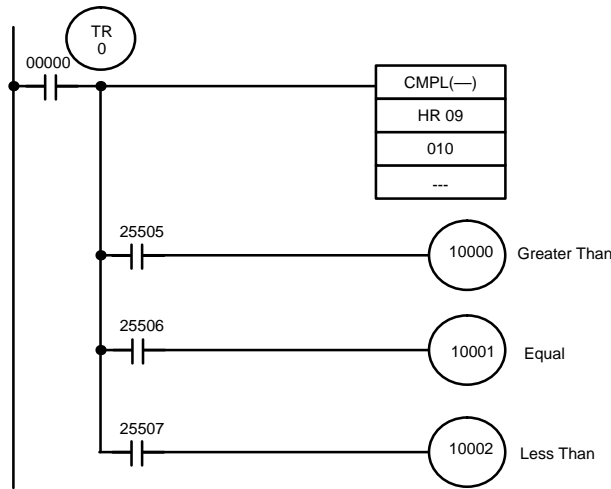 TR
0
00000
CMPL(—)
HR 09
010
---
25505
10000 Greater Than
25506
10001 Equal
25507
10002 Less Than